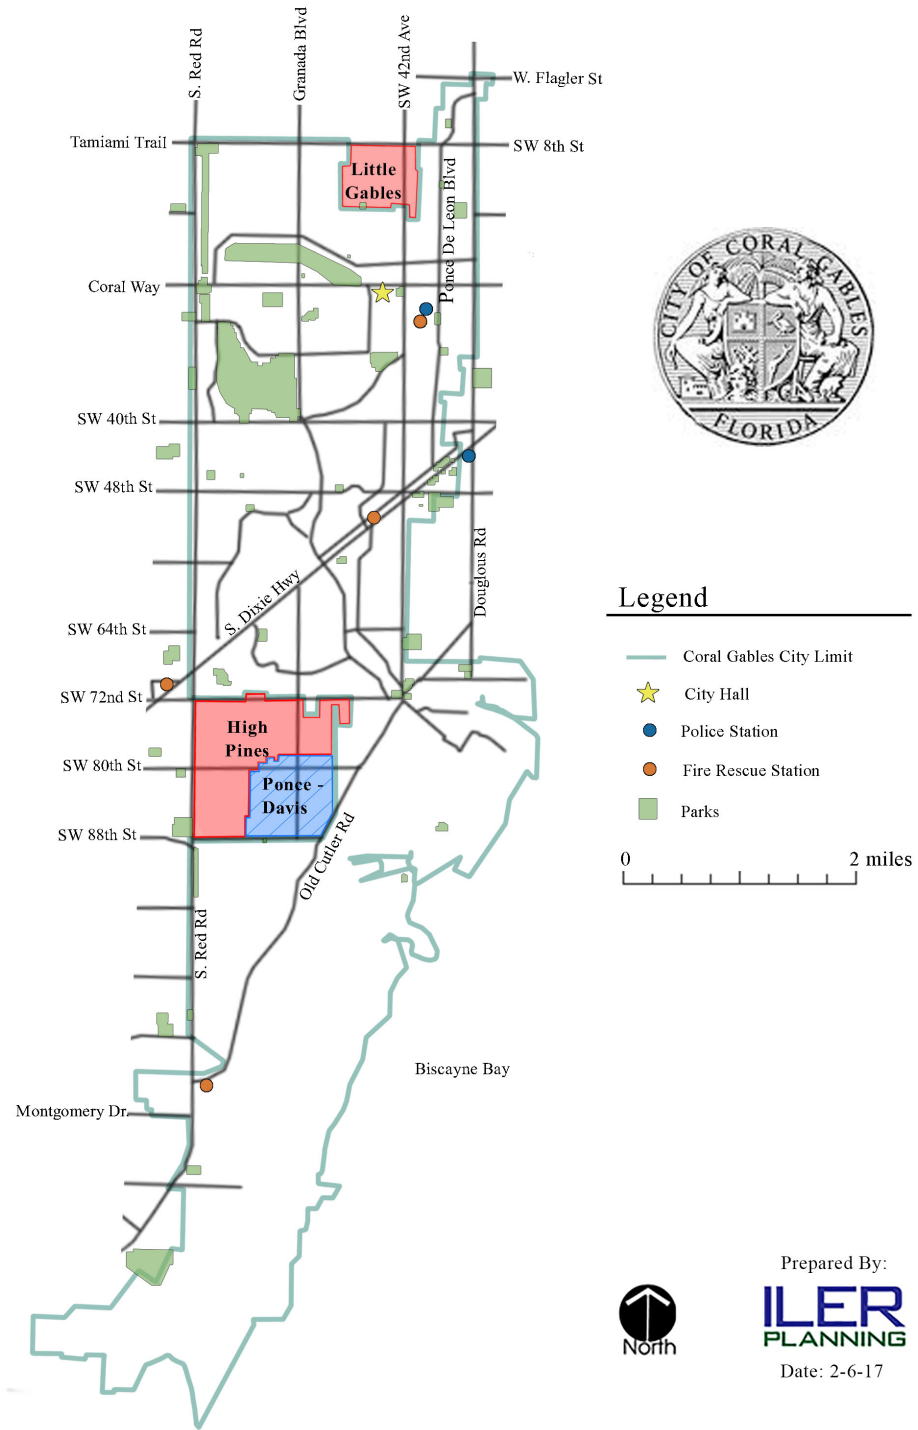 S. Red Rd
Granada Blvd
SW 42nd Ave
W. Flagler St
Tamiami Trail
SW 8th St
Little
Gables
Ponce De Leon Blvd
CITY OF CORAL GABLES
FLORIDA
Coral Way
SW 40th St
SW 48th St
Douglous Rd
S. Dixie Hwy
SW 64th St
SW 72nd St
High
Pines
SW 80th St
Ponce -
Davis
SW 88th St
Old Cutler Rd
S. Red Rd
Biscayne Bay
Montgomery Dr.
Legend
Coral Gables City Limit
City Hall
Police Station
Fire Rescue Station
Parks
0 2 miles
North
Prepared By:
ILER
PLANNING
Date: 2-6-17